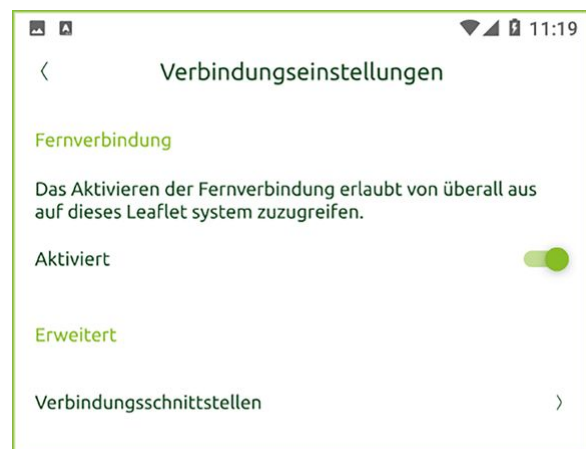 11:19
Verbindungseinstellungen
Fernverbindung
Das Aktivieren der Fernverbindung erlaubt von überall aus
auf dieses Leaflet system zuzugreifen.
Aktiviert
Erweitert
Verbindungsschnittstellen